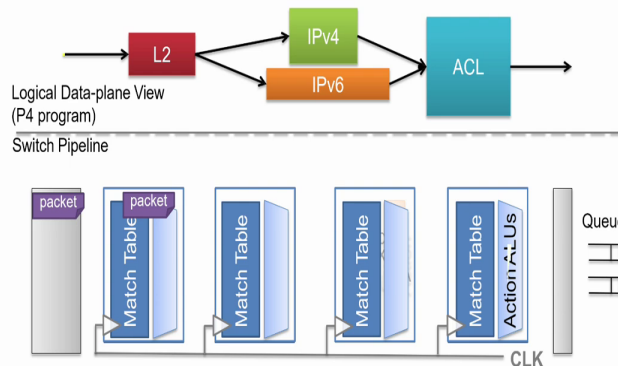 L2
IPv4
IPv6
ACL
Logical Data-plane View
(P4 program)
Switch Pipeline
packet
packet
Match Table
Match Table
Match Table
Match Table
Action ALUs
CLK